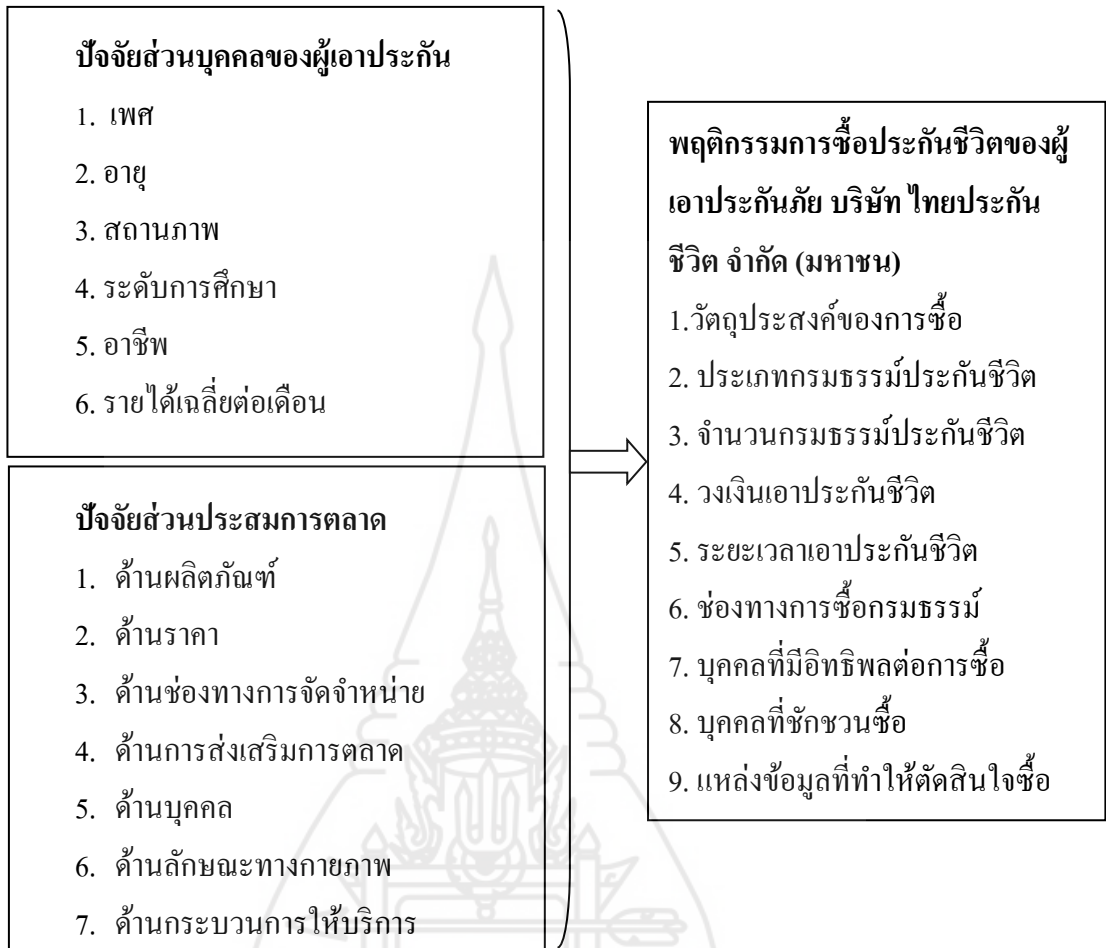 ปัจจัยส่วนบุคคลของผู้เอาประกัน
1. เพศ
2. อายุ
3. สถานภาพ
4. ระดับการศึกษา
5. อาชีพ
6. รายได้เฉลี่ยต่อเดือน
ปัจจัยส่วนประสมการตลาด
1. ด้านผลิตภัณฑ์
2. ด้านราคา
3. ด้านช่องทางการจัดจำหน่าย
4. ด้านการส่งเสริมการตลาด
5. ด้านบุคคล
6. ด้านลักษณะทางกายภาพ
7. ด้านกระบวนการให้บริการ
พฤติกรรมการซื้อประกันชีวิตของผู้
เอาประกันภัย บริษัท ไทยประกัน
ชีวิต จำกัด (มหาชน)
1.วัตถุประสงค์ของการซื้อ
2. ประเภทกรมธรรม์ประกันชีวิต
3. จำนวนกรมธรรม์ประกันชีวิต
4. วงเงินเอาประกันชีวิต
5. ระยะเวลาเอาประกันชีวิต
6. ช่องทางการซื้อกรมธรรม์
7. บุคคลที่มีอิทธิพลต่อการซื้อ
8. บุคคลที่ชักชวนซื้อ
9. แหล่งข้อมูลที่ทำให้ตัดสินใจซื้อ